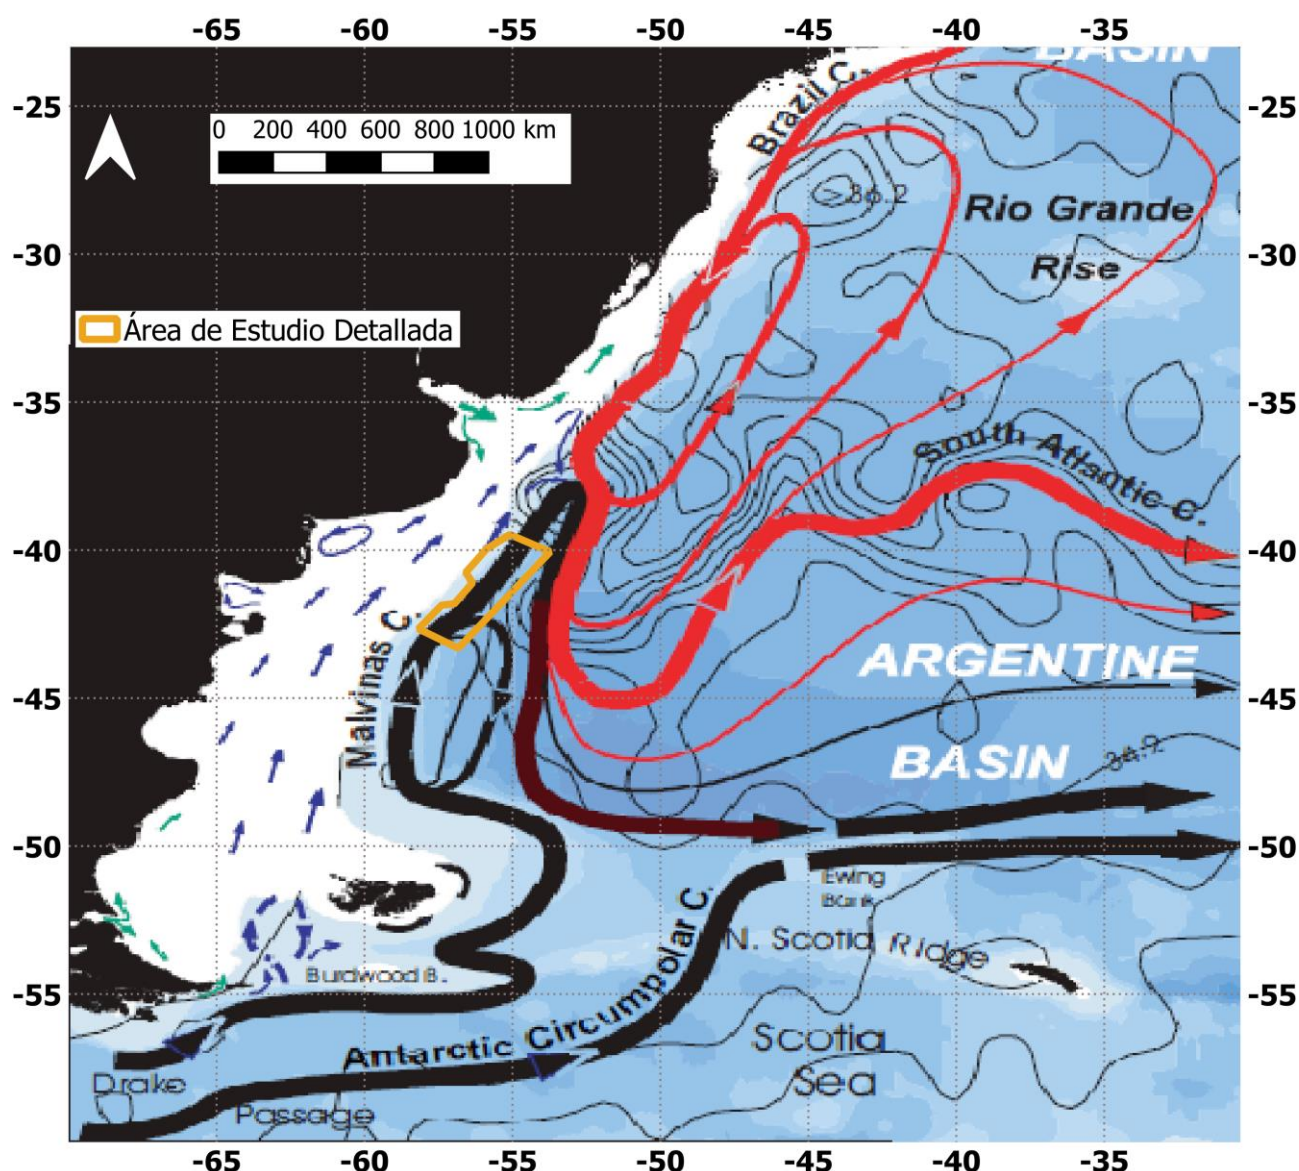 -65 -60 -55 -50 -45 -40 -35
BASIN
-25 -25
Brazil C.
0 200 400 600 800 1000 km
>36.2
Rio Grande
Rise
-30 -30
Área de Estudio Detallada
-35 -35
South Atlantic C.
-40 -40
Malvinas C.
ARGENTINE
-45 -45
BASIN
34.9
-50 -50
Ewing
Bank
N. Scotia Ridge
Burdwood B.
-55 -55
Antarctic Circumpolar C.
Scotia
Sea
Drake
Passage
-65 -60 -55 -50 -45 -40 -35